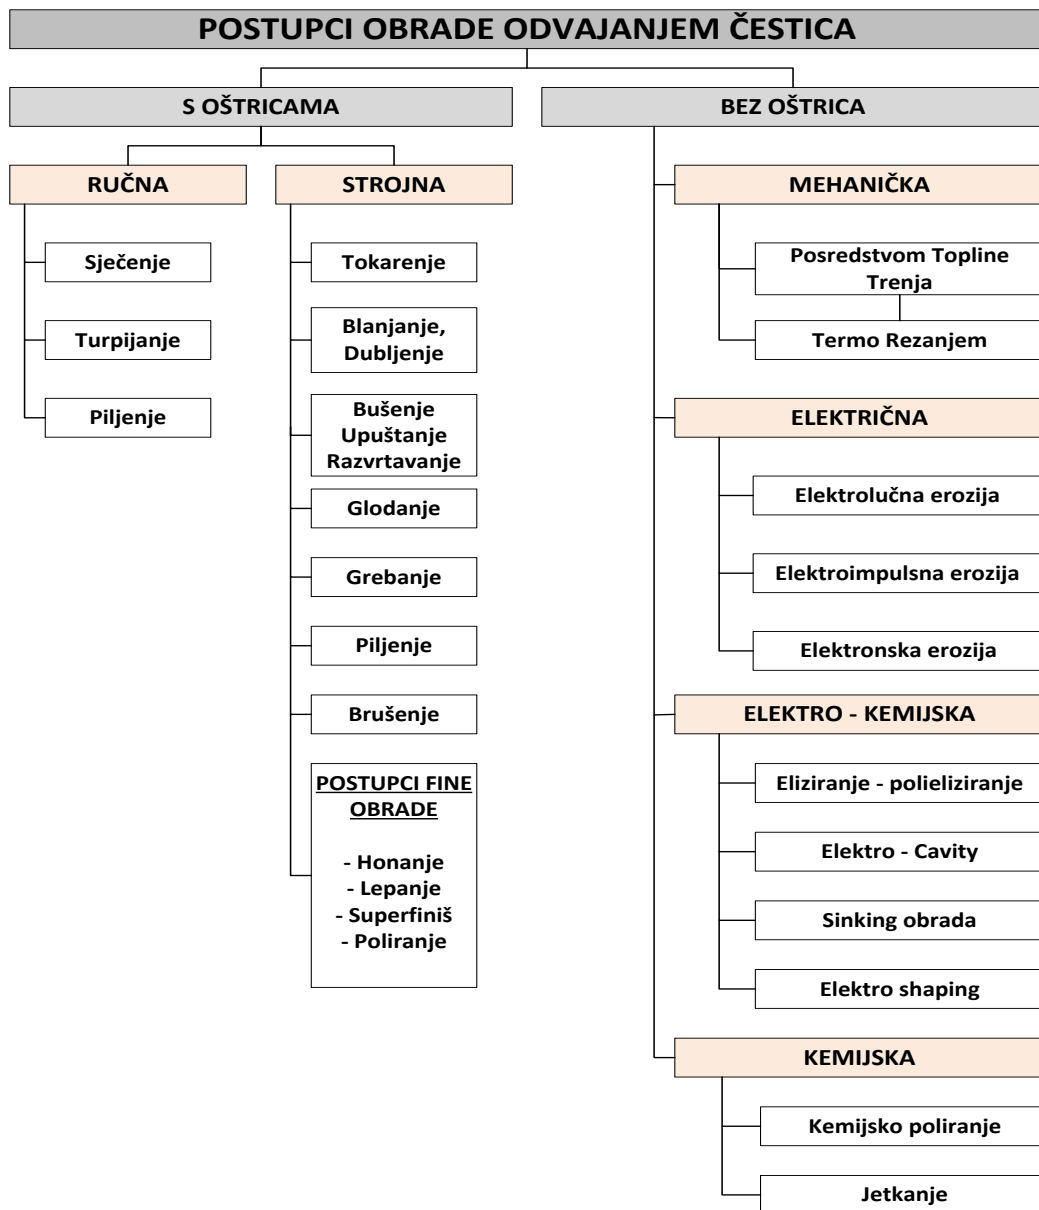 POSTUPCI OBRADE ODVAJANJEM ČESTICA
S OŠTRICAMA
BEZ OŠTRICA
RUČNA
STROJNA
MEHANIČKA
Sječenje
Turpijanje
Piljenje
Tokarenje
Blanjanje,
Dubljenje
Bušenje
Upuštanje
Razvrtavanje
Glodanje
Grebanje
Piljenje
Brušenje
POSTUPCI FINE
OBRADE
- Honanje
- Lepanje
- Superfiniš
- Poliranje
Posredstvom Topline
Trenja
Termo Rezanjem
ELEKTRIČNA
Elektrolučna erozija
Elektroimpulsna erozija
Elektronska erozija
ELEKTRO - KEMIJSKA
Eliziranje - polieliziranje
Elektro - Cavity
Sinking obrada
Elektro shaping
KEMIJSKA
Kemijsko poliranje
Jetkanje